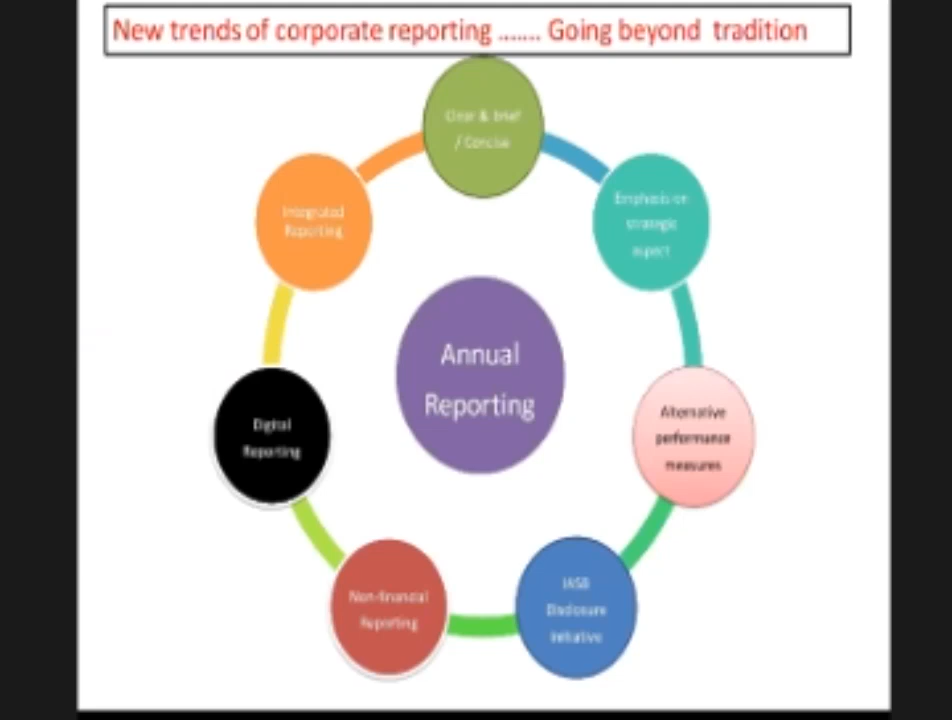 New trends of corporate reporting ....... Going beyond tradition
Clear & brief
/ Concise
Emphasis on
strategic
aspect
Alternative
performance
measures
IASB
Disclosure
Initiative
Non-financial
Reporting
Digital
Reporting
Integrated
Reporting
Annual
Reporting